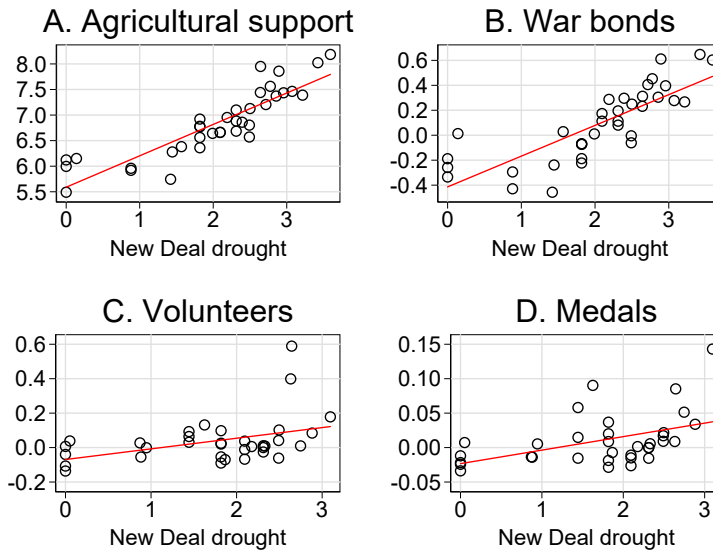 A. Agricultural support
8.0
7.5
7.0
6.5
6.0
5.5
0 1 2 3
New Deal drought
B. War bonds
0.6
0.4
0.2
0.0
-0.2
-0.4
0 1 2 3
New Deal drought
C. Volunteers
0.6
0.4
0.2
0.0
-0.2
0 1 2 3
New Deal drought
D. Medals
0.15
0.10
0.05
0.00
-0.05
0 1 2 3
New Deal drought